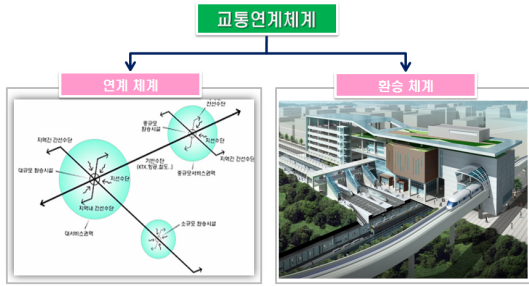 교통연계체계
연계 체계
환승 체계
간선수단
중규모
환승시설
지역간 간선수단
지선수단
지역간 간선수단
기반수단
(KTX,항공,철도..)
중규모서비스권역
대규모 환승시설
지선수단
지역내 간선수단
대서비스권역
소규모 환승시설